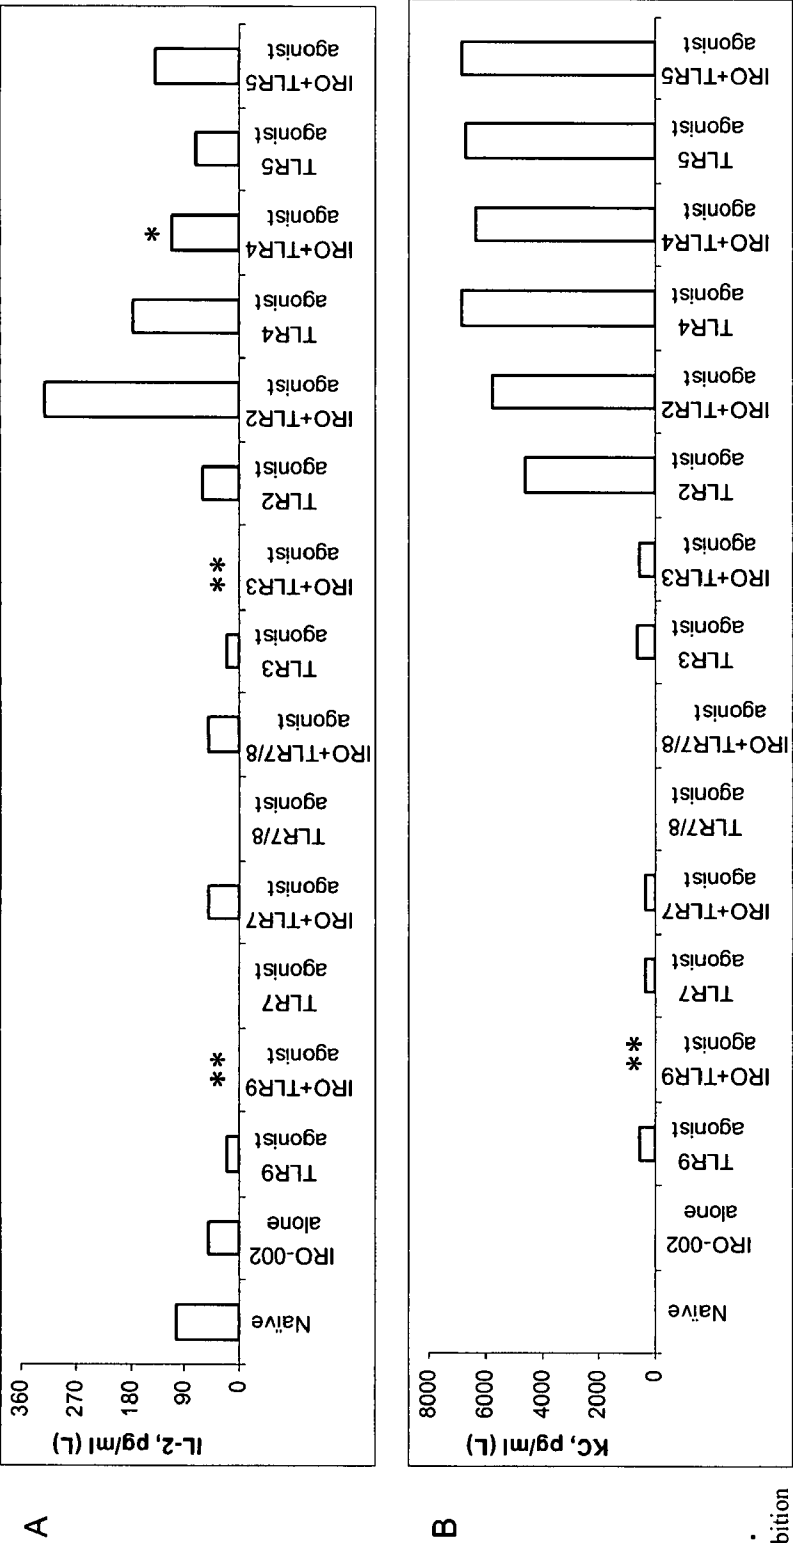 A
IL-2, pg/ml (L)
360
270
180
90
0
Naïve
IRO-002
alone
TLR9
agonist
**
IRO+TLR9
agonist
TLR7
agonist
IRO+TLR7
agonist
TLR7/8
agonist
IRO+TLR7/8
agonist
TLR3
agonist
**
IRO+TLR3
agonist
TLR2
agonist
IRO+TLR2
agonist
TLR4
agonist
*
IRO+TLR4
agonist
TLR5
agonist
IRO+TLR5
agonist
B
KC, pg/ml (L)
8000
6000
4000
2000
0
Naïve
IRO-002
alone
TLR9
agonist
**
IRO+TLR9
agonist
TLR7
agonist
IRO+TLR7
agonist
TLR7/8
agonist
IRO+TLR7/8
agonist
TLR3
agonist
IRO+TLR3
agonist
TLR2
agonist
IRO+TLR2
agonist
TLR4
agonist
IRO+TLR4
agonist
TLR5
agonist
IRO+TLR5
agonist
bition